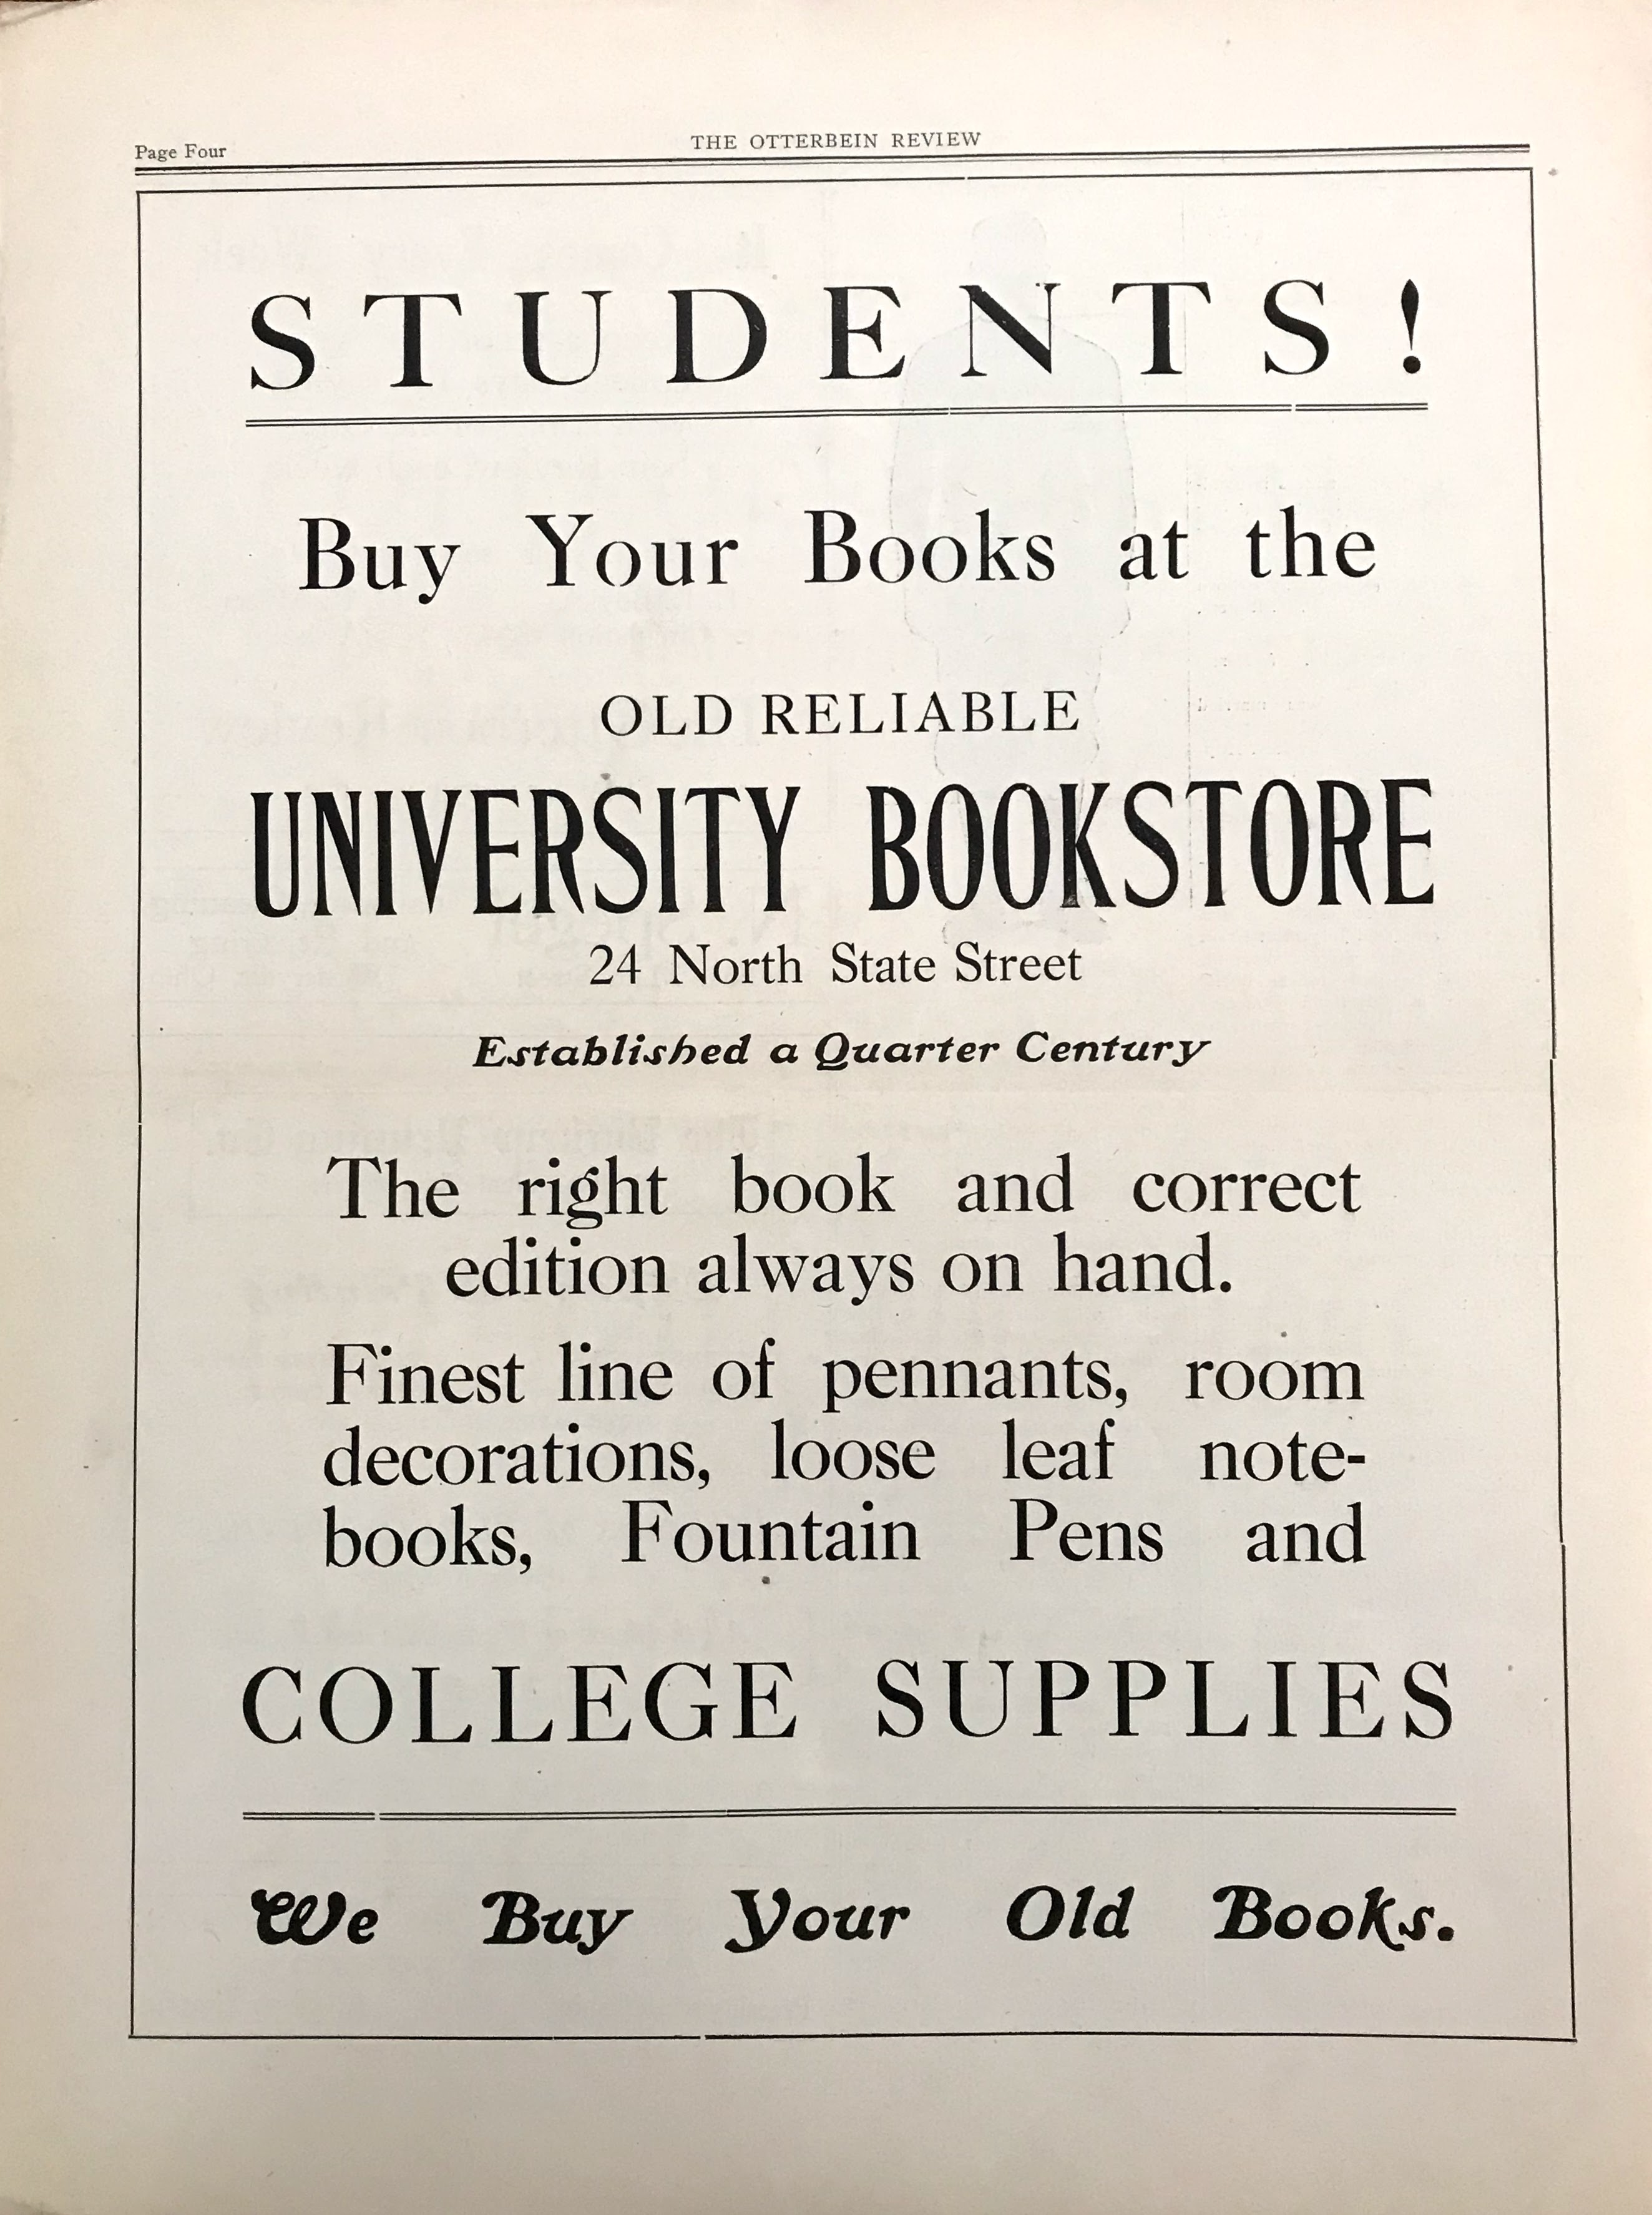 Page Four
THE OTTERBEIN REVIEW
STUDENTS!
Buy Your Books at the
OLD RELIABLE
UNIVERSITY BOOKSTORE
24 North State Street
Established a Quarter Century
The right book and correct
edition always on hand.
Finest line of pennants, room
decorations, loose leaf note-
books, Fountain Pens and
COLLEGE SUPPLIES
We Buy Your Old Books.